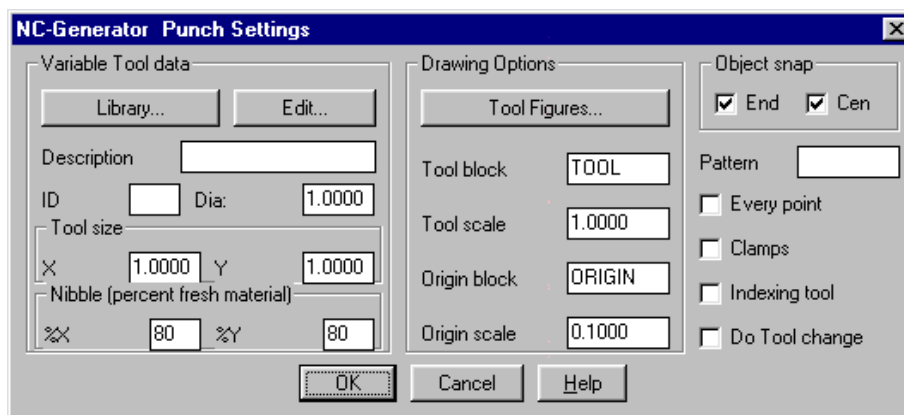 NC-Generator Punch Settings
Variable Tool data
Library... Edit...
Description
ID Dia: 1.0000
Tool size
X 1.0000 Y 1.0000
Nibble (percent fresh material)
%X 80 %Y 80
Drawing Options
Tool Figures...
Tool block TOOL
Tool scale 1.0000
Origin block ORIGIN
Origin scale 0.1000
Object snap
End Cen
Pattern
Every point
Clamps
Indexing tool
Do Tool change
OK Cancel Help